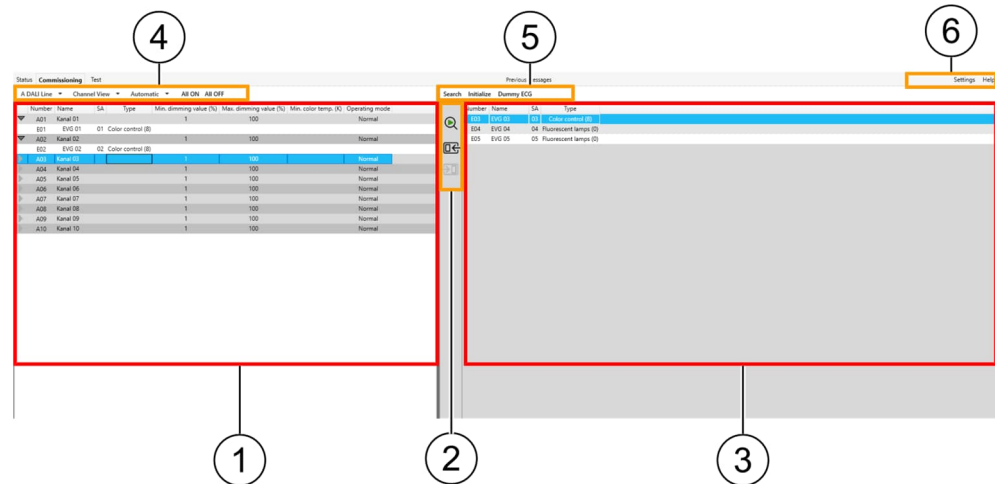 4
5
6
Status Commissioning Test
Previous essages
Settings Help
A DALI Line Channel View Automatic All ON All OFF
Search Initialize Dummy ECG
Number Name SA Type Min. dimming value (%) Max. dimming value (%) Min. color temp. (K) Operating mode
A01 Kanal 01 1 100 Normal
E01 EVG 01 01 Color control (8)
A02 Kanal 02 1 100 Normal
E02 EVG 02 02 Color control (8)
A03 Kanal 03 1 100 Normal
A04 Kanal 04 1 100 Normal
A05 Kanal 05 1 100 Normal
A06 Kanal 06 1 100 Normal
A07 Kanal 07 1 100 Normal
A08 Kanal 08 1 100 Normal
A09 Kanal 09 1 100 Normal
A10 Kanal 10 1 100 Normal
Number Name SA Type
E03 EVG 03 03 Color control (8)
E04 EVG 04 04 Fluorescent lamps (0)
E05 EVG 05 05 Fluorescent lamps (0)
1
2
3